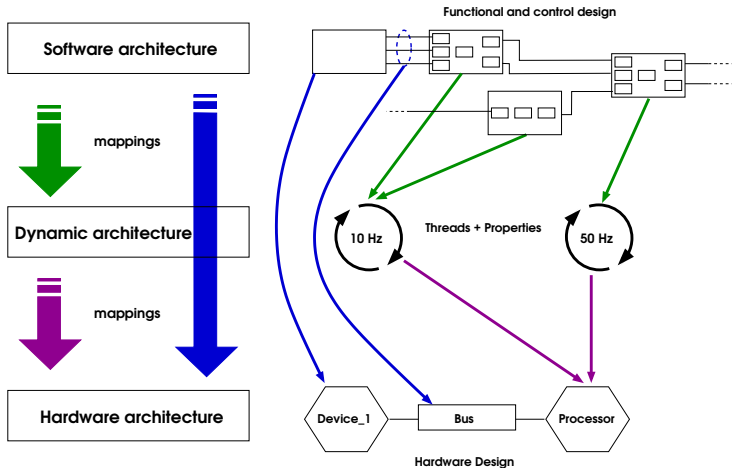 Functional and control design
Software architecture
mappings
Dynamic architecture
10 Hz
Threads + Properties
50 Hz
mappings
Hardware architecture
Device_1
Bus
Processor
Hardware Design